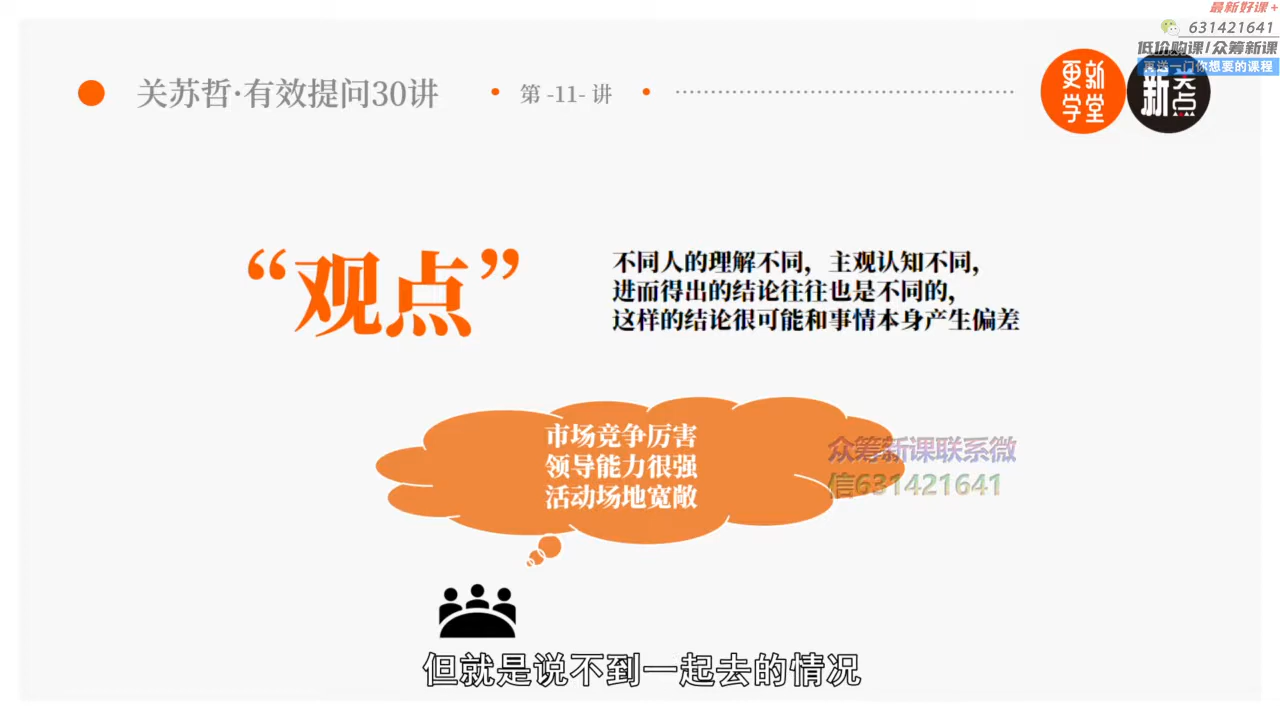 最新好课+
631421641
低价购课/众筹新课
再送一门你想要的课程
关苏哲·有效提问30讲
第 -11- 讲
更新
学堂
新关点
“观点”
不同人的理解不同，主观认知不同，
进而得出的结论往往也是不同的，
这样的结论很可能和事情本身产生偏差
市场竞争厉害
领导能力很强
活动场地宽敞
众筹新课联系微
信631421641
但就是说不到一起去的情况